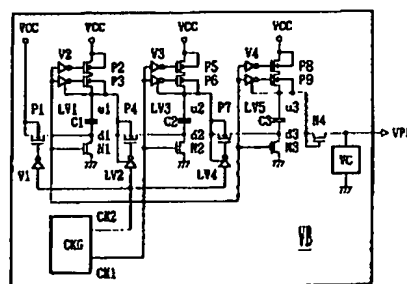 VCC VCC VCC VCC
V2 V3 V4
P2 P5 P8
P3 P6 P9
P1 LV1 u1 P4 LV3 u2 P7 LV5 u3
C1 C2 C3 N4
d1 d2 d3
N1 N2 N3
V1 LV2 LV4
VC
CK2
CKG
CK1
VB